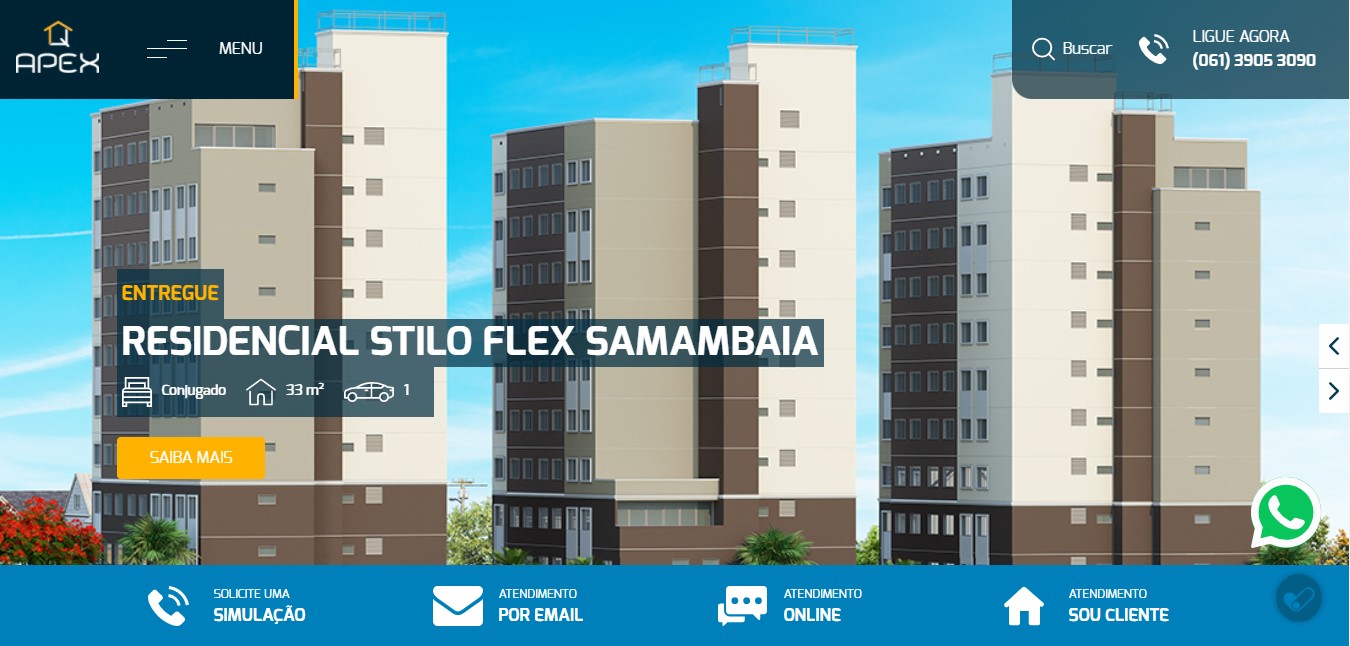 APEX
MENU
Buscar
LIGUE AGORA
(061) 3905 3090
ENTREGUE
RESIDENCIAL STILO FLEX SAMAMBAIA
Conjugado 33 m² 1
SAIBA MAIS
SOLICITE UMA
SIMULAÇÃO
ATENDIMENTO
POR EMAIL
ATENDIMENTO
ONLINE
ATENDIMENTO
SOU CLIENTE